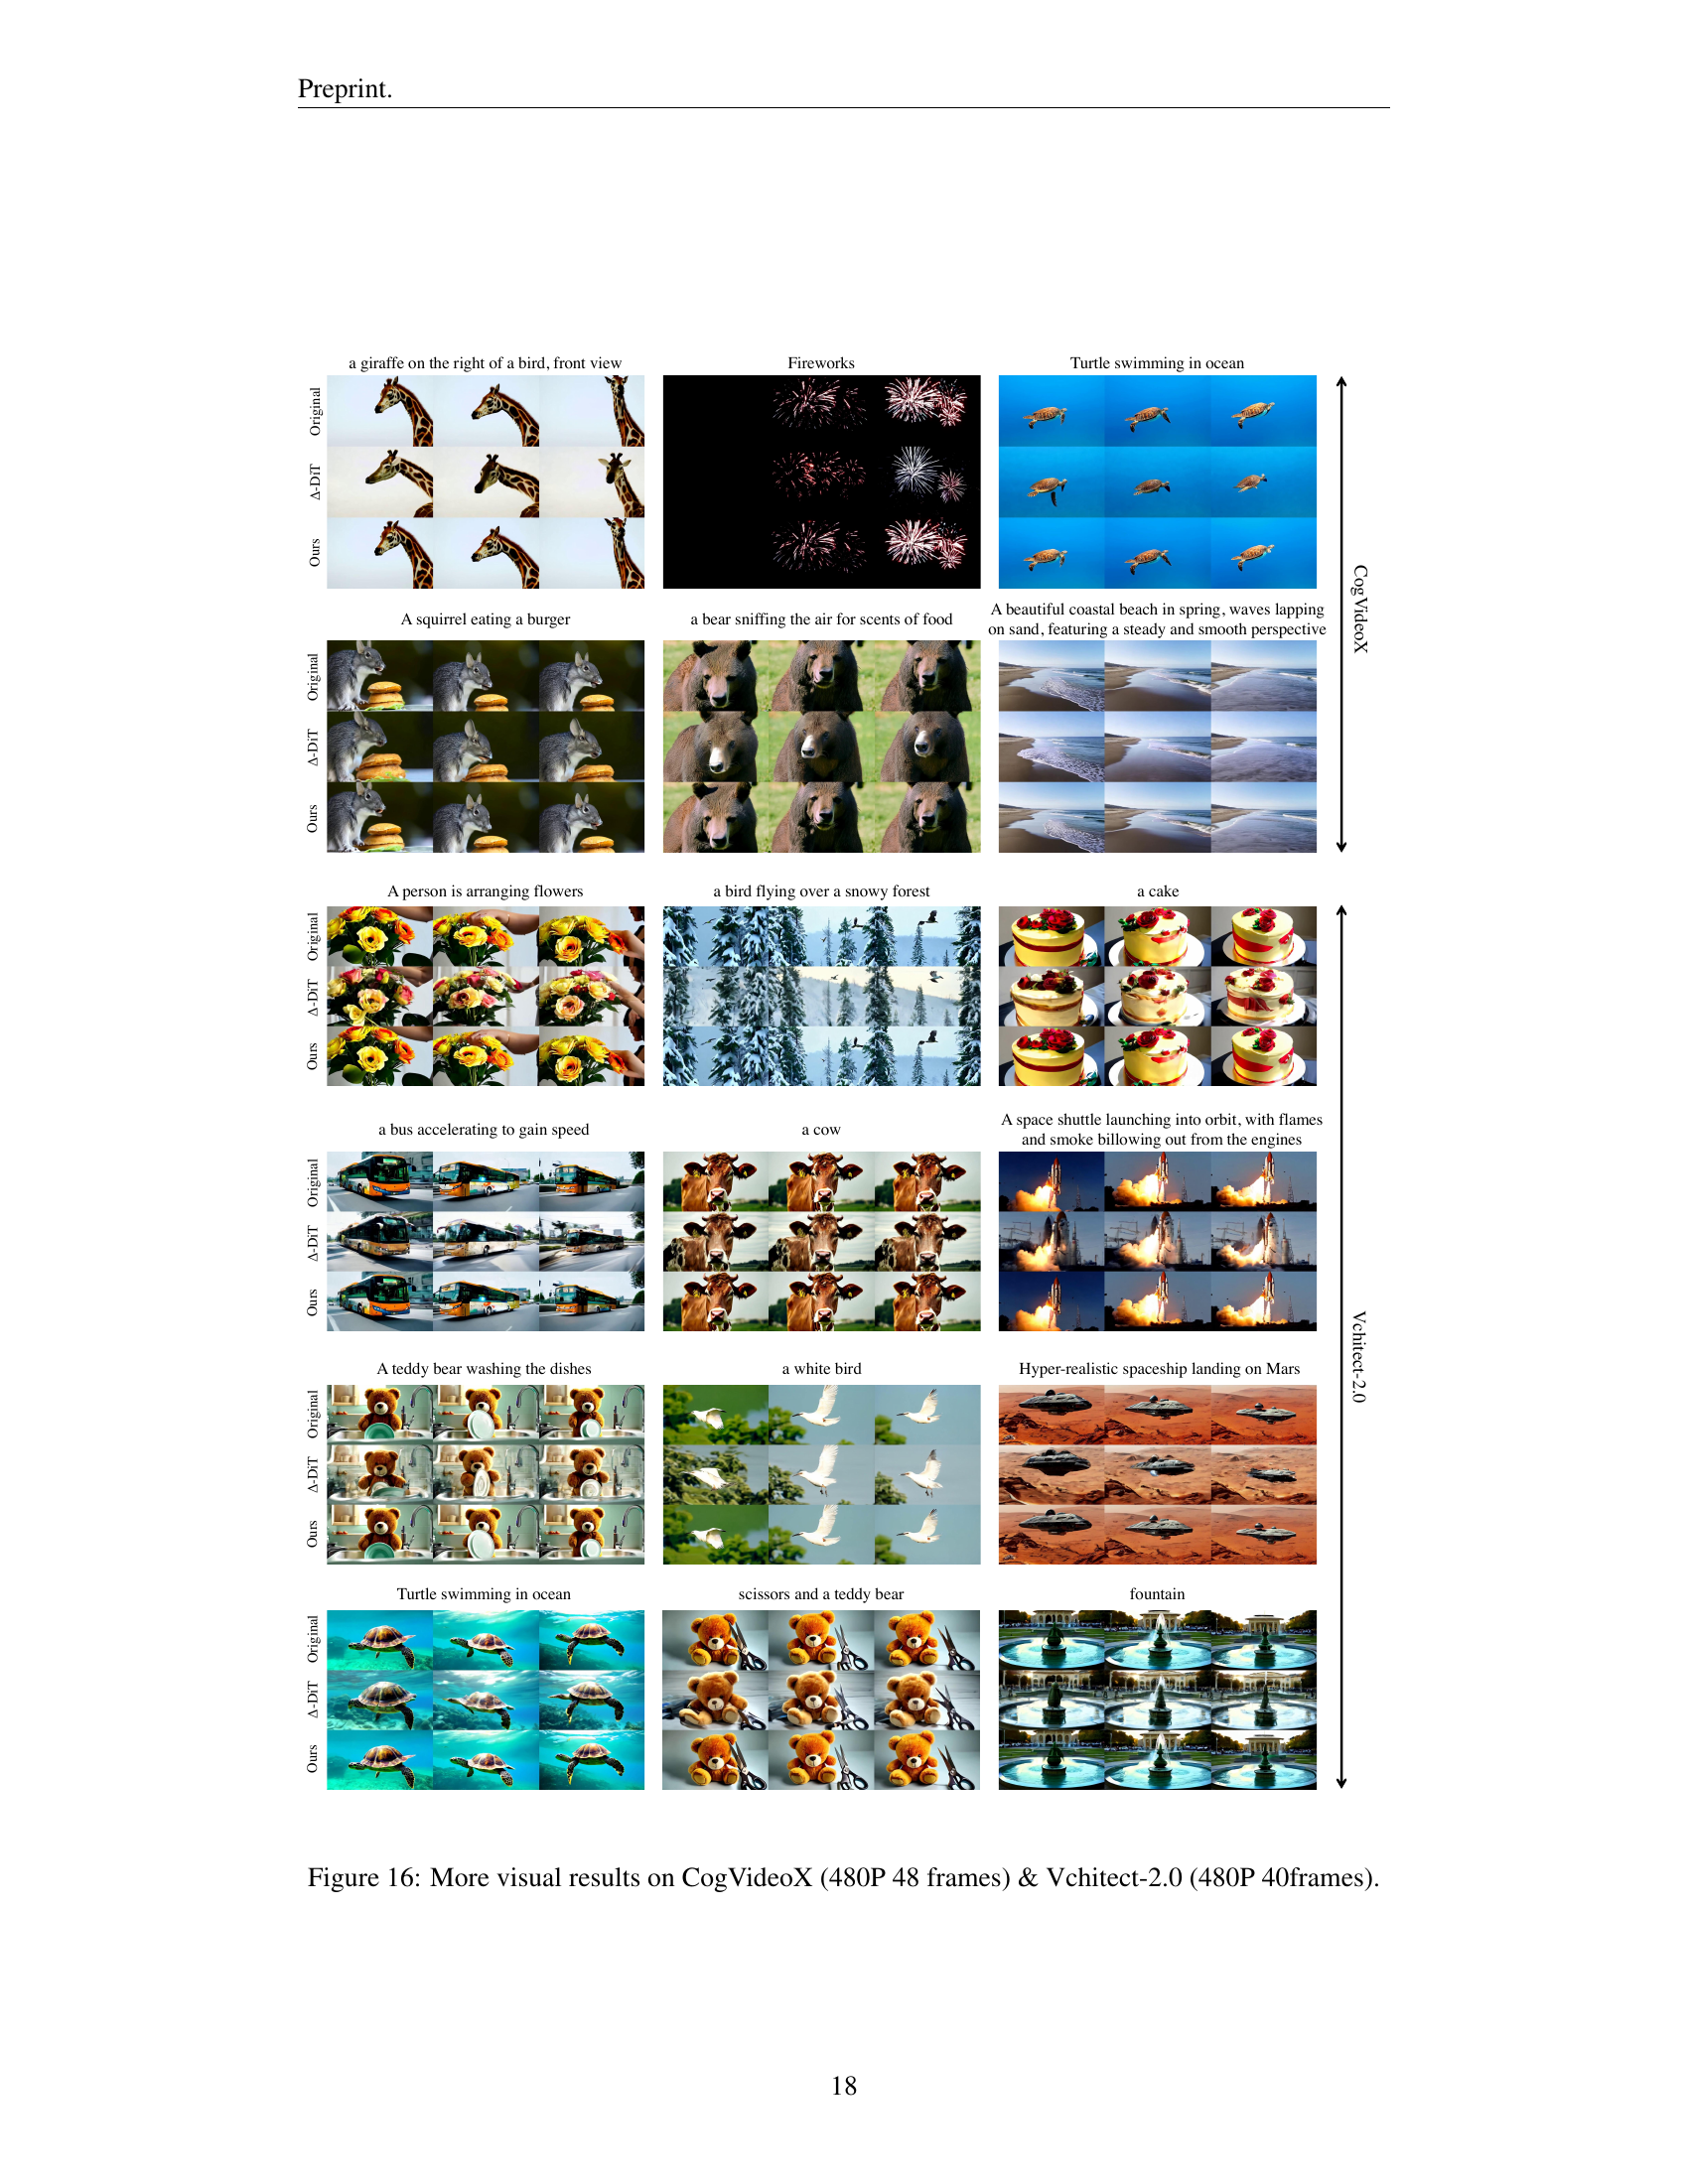 Preprint.
a giraffe on the right of a bird, front view
Fireworks
Turtle swimming in ocean
Original
Δ-DiT
Ours
A squirrel eating a burger
a bear sniffing the air for scents of food
A beautiful coastal beach in spring, waves lapping
on sand, featuring a steady and smooth perspective
Original
Δ-DiT
Ours
CogVideoX
A person is arranging flowers
a bird flying over a snowy forest
a cake
Original
Δ-DiT
Ours
a bus accelerating to gain speed
a cow
A space shuttle launching into orbit, with flames
and smoke billowing out from the engines
Original
Δ-DiT
Ours
A teddy bear washing the dishes
a white bird
Hyper-realistic spaceship landing on Mars
Original
Δ-DiT
Ours
Turtle swimming in ocean
scissors and a teddy bear
fountain
Original
Δ-DiT
Ours
Vchitect-2.0
Figure 16: More visual results on CogVideoX (480P 48 frames) & Vchitect-2.0 (480P 40frames).
18